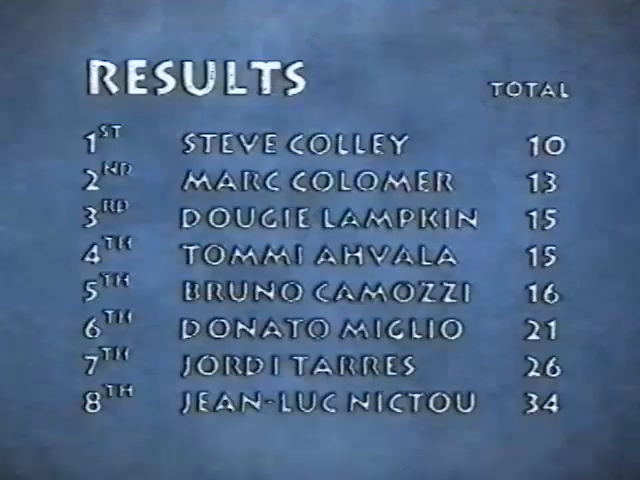 RESULTS TOTAL
1ST STEVE COLLEY 10
2ND MARC COLOMER 13
3RD DOUGIE LAMPKIN 15
4TH TOMMI AHVALA 15
5TH BRUNO CAMOZZI 16
6TH DONATO MIGLIO 21
7TH JORDI TARRES 26
8TH JEAN-LUC NICTOU 34